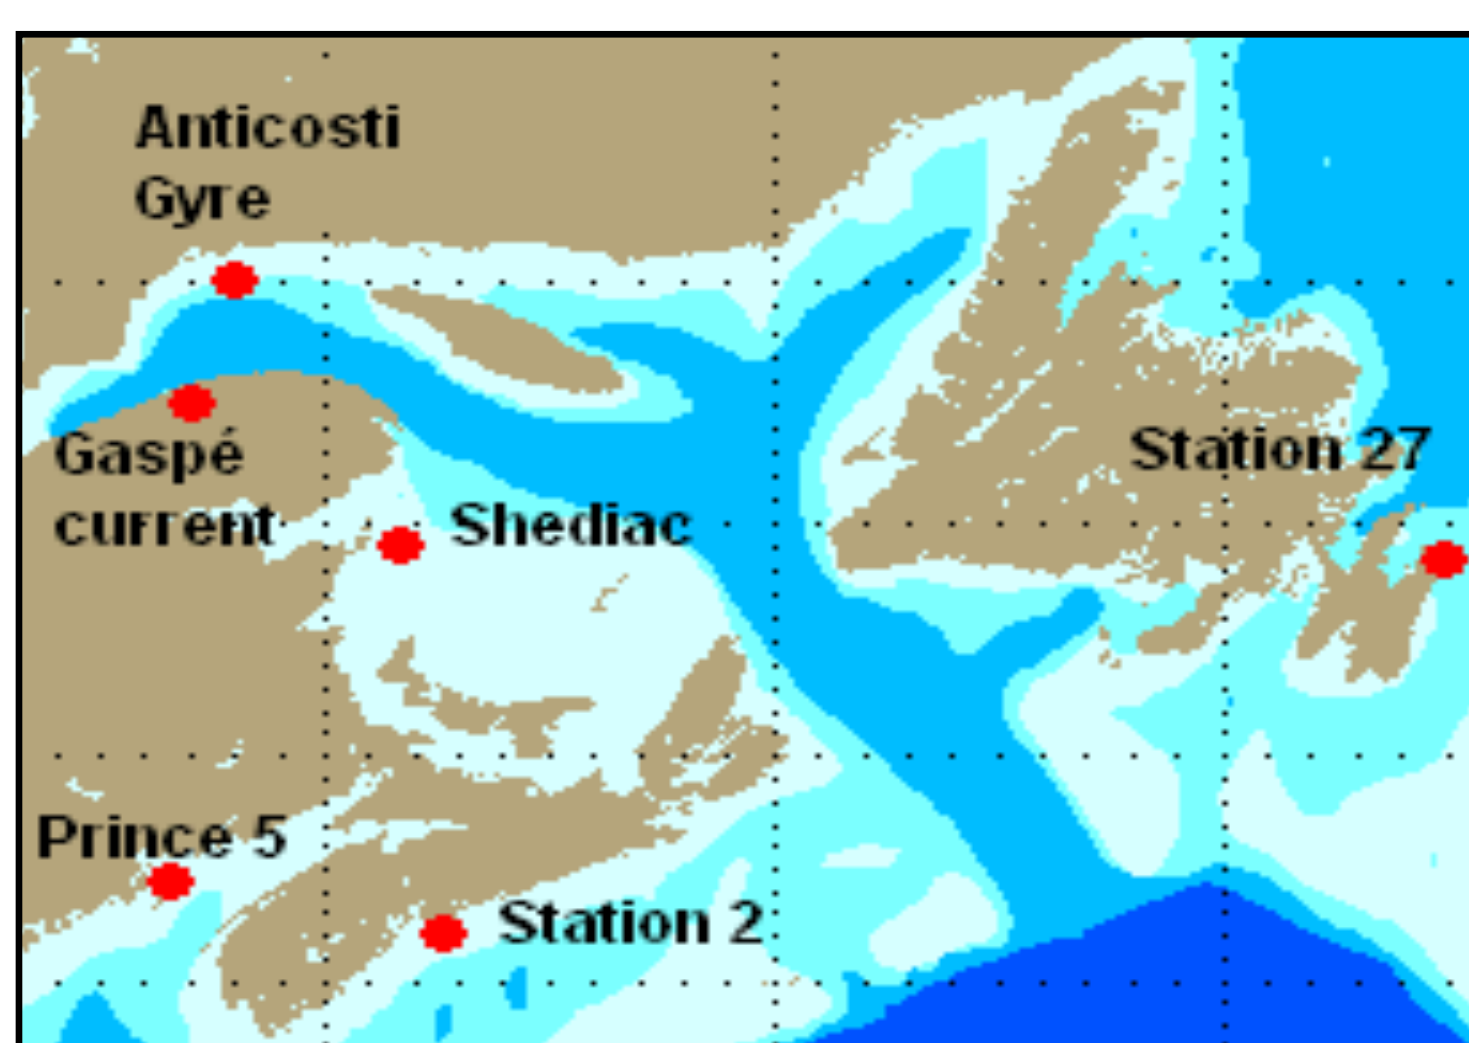 Anticosti
Gyre
Gaspé
current
Shediac
Station 27
Prince 5
Station 2